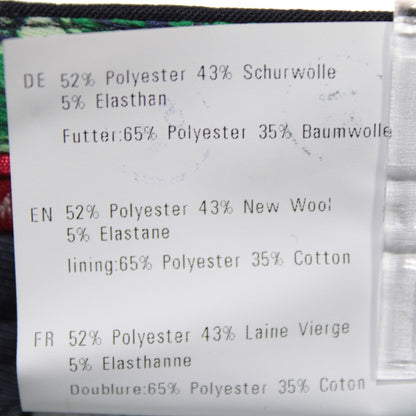 DE 52% Polyester 43% Schurwolle
5% Elasthan
Futter:65% Polyester 35% Baumwolle
EN 52% Polyester 43% New Wool
5% Elastane
lining:65% Polyester 35% Cotton
FR 52% Polyester 43% Laine Vierge
5% Elasthanne
Doublure:65% Polyester 35% Coton